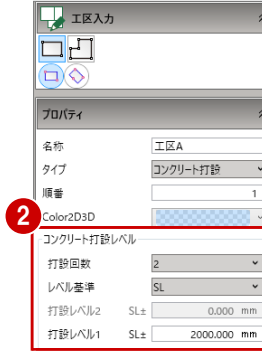 工区入力
プロパティ
名称 工区A
タイプ コンクリート打設
順番 1
2
Color2D3D
コンクリート打設レベル
打設回数 2
レベル基準 SL
打設レベル2 SL± 0.000 mm
打設レベル1 SL± 2000.000 mm